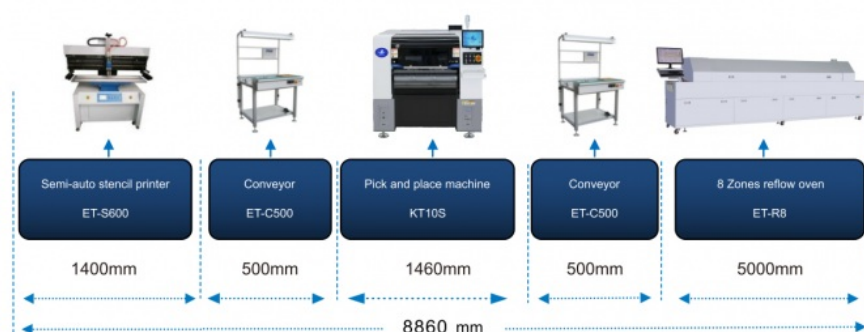 Semi-auto stencil printer
ET-S600
Conveyor
ET-C500
Pick and place machine
KT10S
Conveyor
ET-C500
8 Zones reflow oven
ET-R8
1400mm
500mm
1460mm
500mm
5000mm
8860 mm